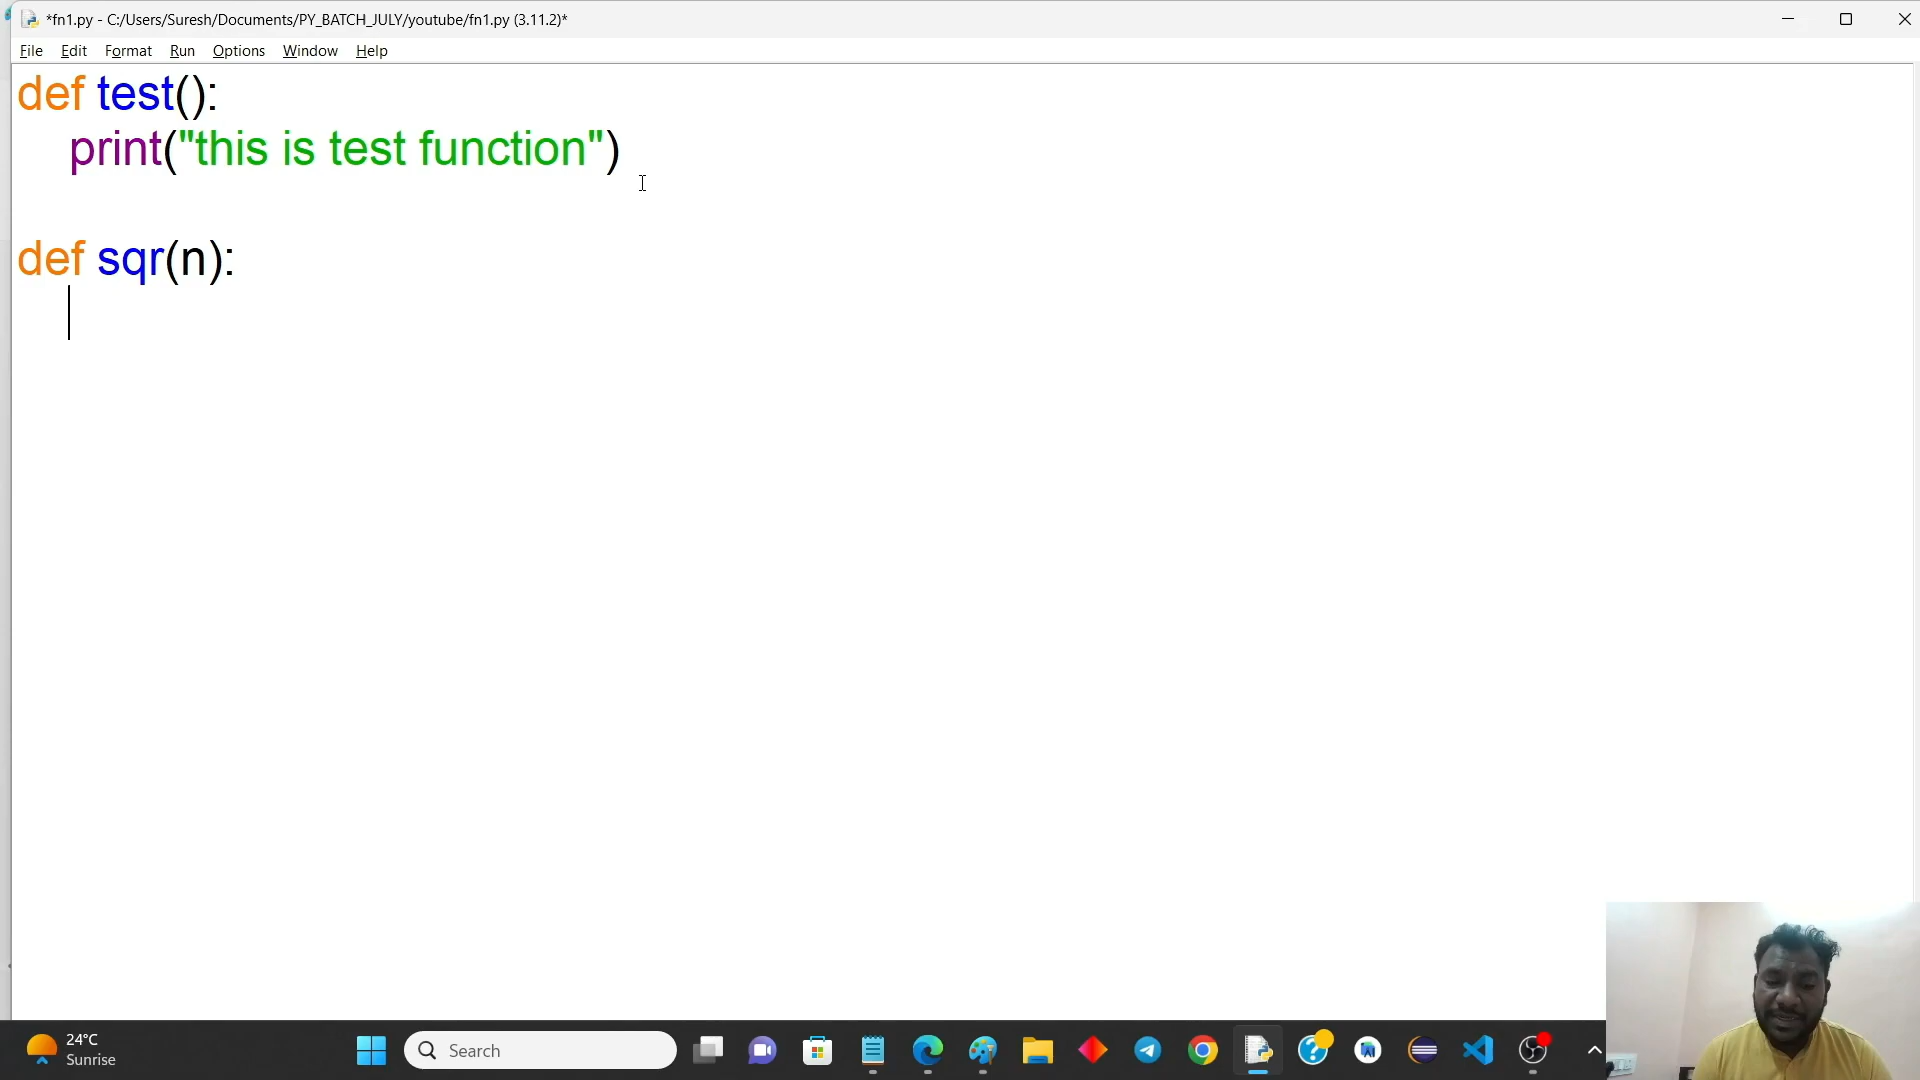 *fn1.py - C:/Users/Suresh/Documents/PY_BATCH_JULY/youtube/fn1.py (3.11.2)*
File Edit Format Run Options Window Help
def test():
    print("this is test function")
def sqr(n):
24°C
Sunrise
Search